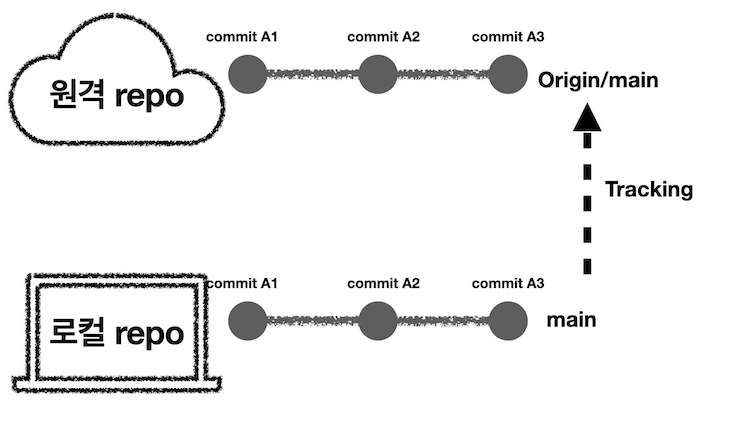 commit A1
commit A2
commit A3
원격 repo
Origin/main
Tracking
commit A1
commit A2
commit A3
로컬 repo
main